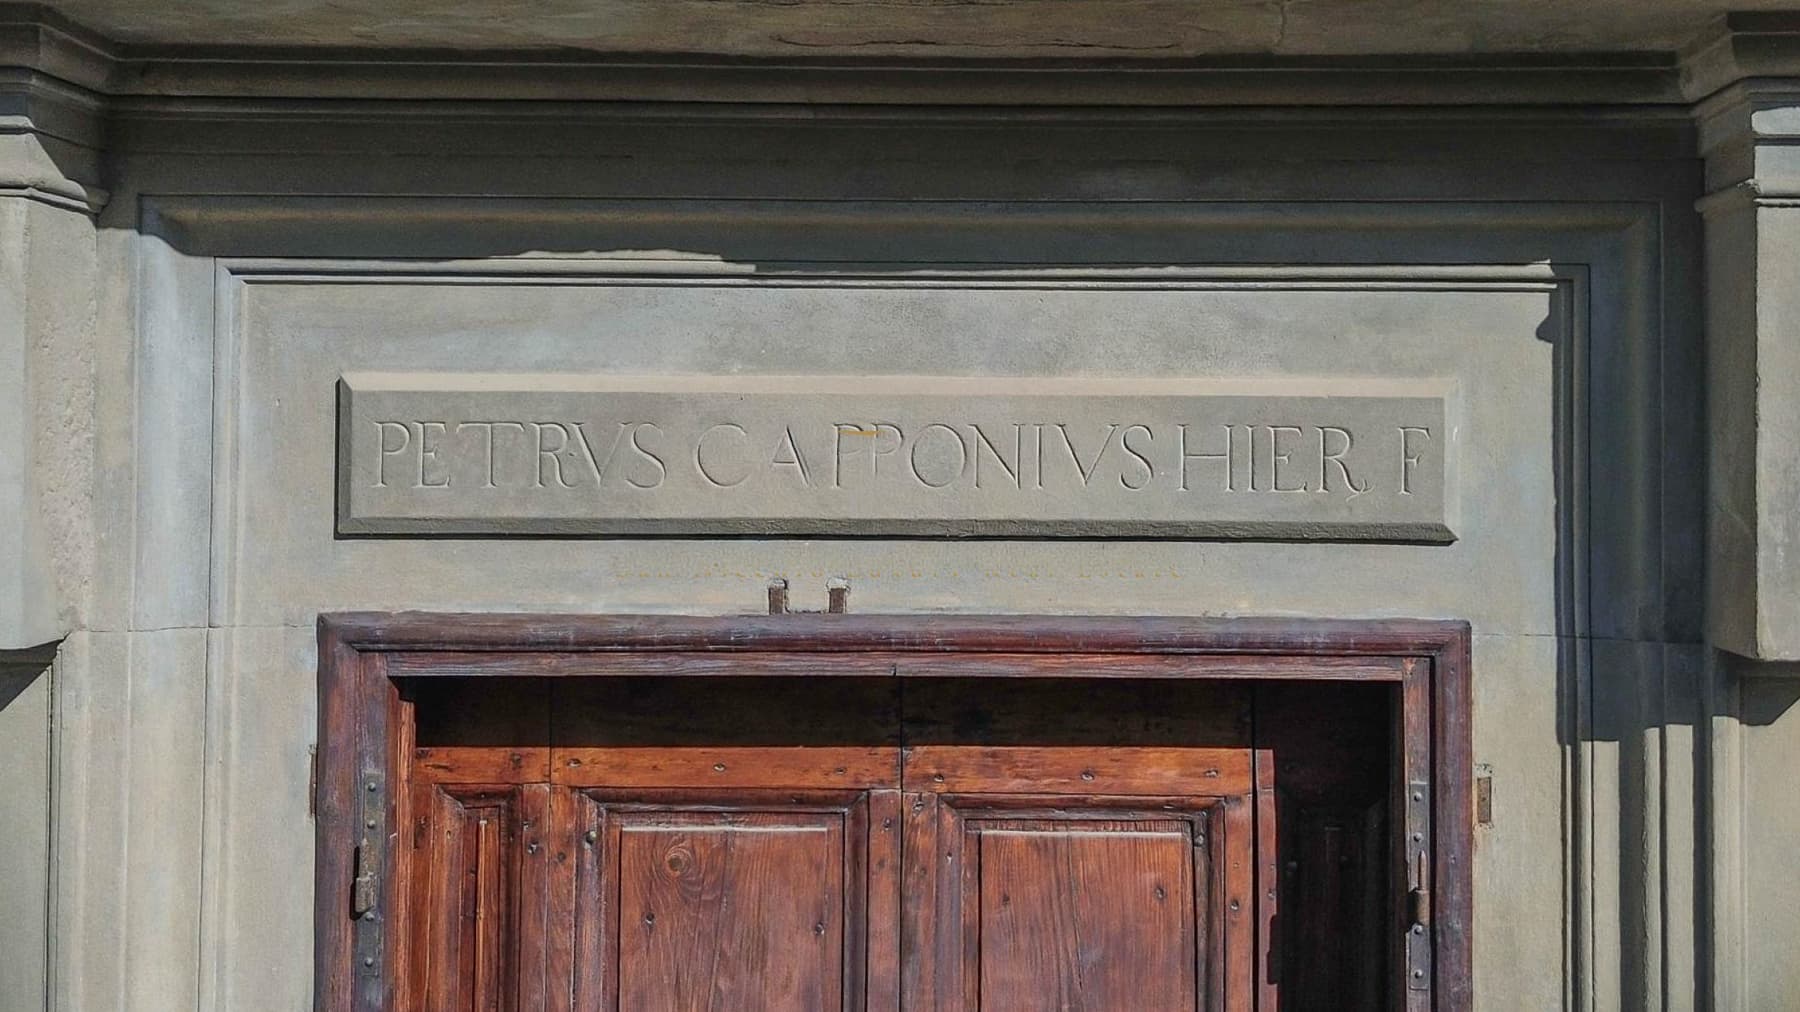 PETRVS CAPPONIVS HIER, F